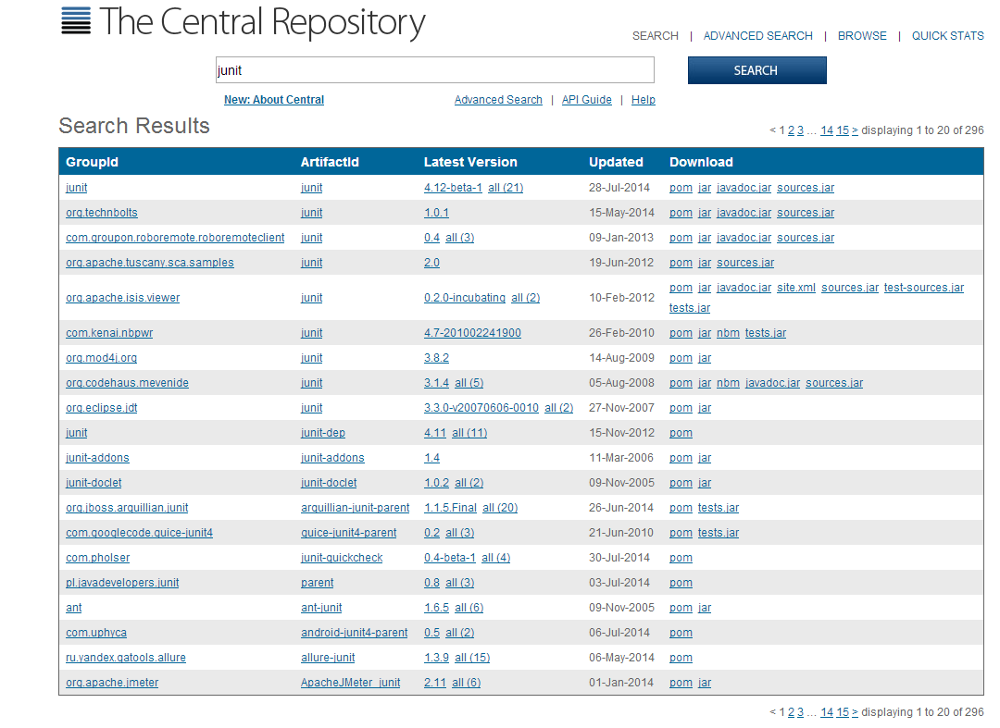 The Central Repository
SEARCH | ADVANCED SEARCH | BROWSE | QUICK STATS
junit SEARCH
New: About Central Advanced Search | API Guide | Help
Search Results < 1 2 3 ... 14 15 > displaying 1 to 20 of 296
GroupId ArtifactId Latest Version Updated Download
junit junit 4.12-beta-1 all (21) 28-Jul-2014 pom jar javadoc.jar sources.jar
org.technbolts junit 1.0.1 15-May-2014 pom jar javadoc.jar sources.jar
com.groupon.roboremote.roboremoteclient junit 0.4 all (3) 09-Jan-2013 pom jar javadoc.jar sources.jar
org.apache.tuscany.sca.samples junit 2.0 19-Jun-2012 pom jar sources.jar
org.apache.isis.viewer junit 0.2.0-incubating all (2) 10-Feb-2012 pom jar javadoc.jar site.xml sources.jar test-sources.jar
tests.jar
com.kenai.nbpwr junit 4.7-201002241900 26-Feb-2010 pom jar nbm tests.jar
org.mod4j.org junit 3.8.2 14-Aug-2009 pom jar
org.codehaus.mevenide junit 3.1.4 all (5) 05-Aug-2008 pom jar nbm javadoc.jar sources.jar
org.eclipse.jdt junit 3.3.0-v20070606-0010 all (2) 27-Nov-2007 pom jar
junit junit-dep 4.11 all (11) 15-Nov-2012 pom
junit-addons junit-addons 1.4 11-Mar-2006 pom jar
junit-doclet junit-doclet 1.0.2 all (2) 09-Nov-2005 pom jar
org.jboss.arquillian.junit arquillian-junit-parent 1.1.5.Final all (20) 26-Jun-2014 pom tests.jar
com.googlecode.guice-junit4 guice-junit4-parent 0.2 all (3) 21-Jun-2010 pom tests.jar
com.pholser junit-quickcheck 0.4-beta-1 all (4) 30-Jul-2014 pom
pl.javadevelopers.junit parent 0.8 all (3) 03-Jul-2014 pom
ant ant-junit 1.6.5 all (6) 09-Nov-2005 pom jar
com.uphyca android-junit4-parent 0.5 all (2) 06-Jul-2014 pom
ru.yandex.qatools.allure allure-junit 1.3.9 all (15) 06-May-2014 pom
org.apache.jmeter ApacheJMeter_junit 2.11 all (6) 01-Jan-2014 pom jar
< 1 2 3 ... 14 15 > displaying 1 to 20 of 296